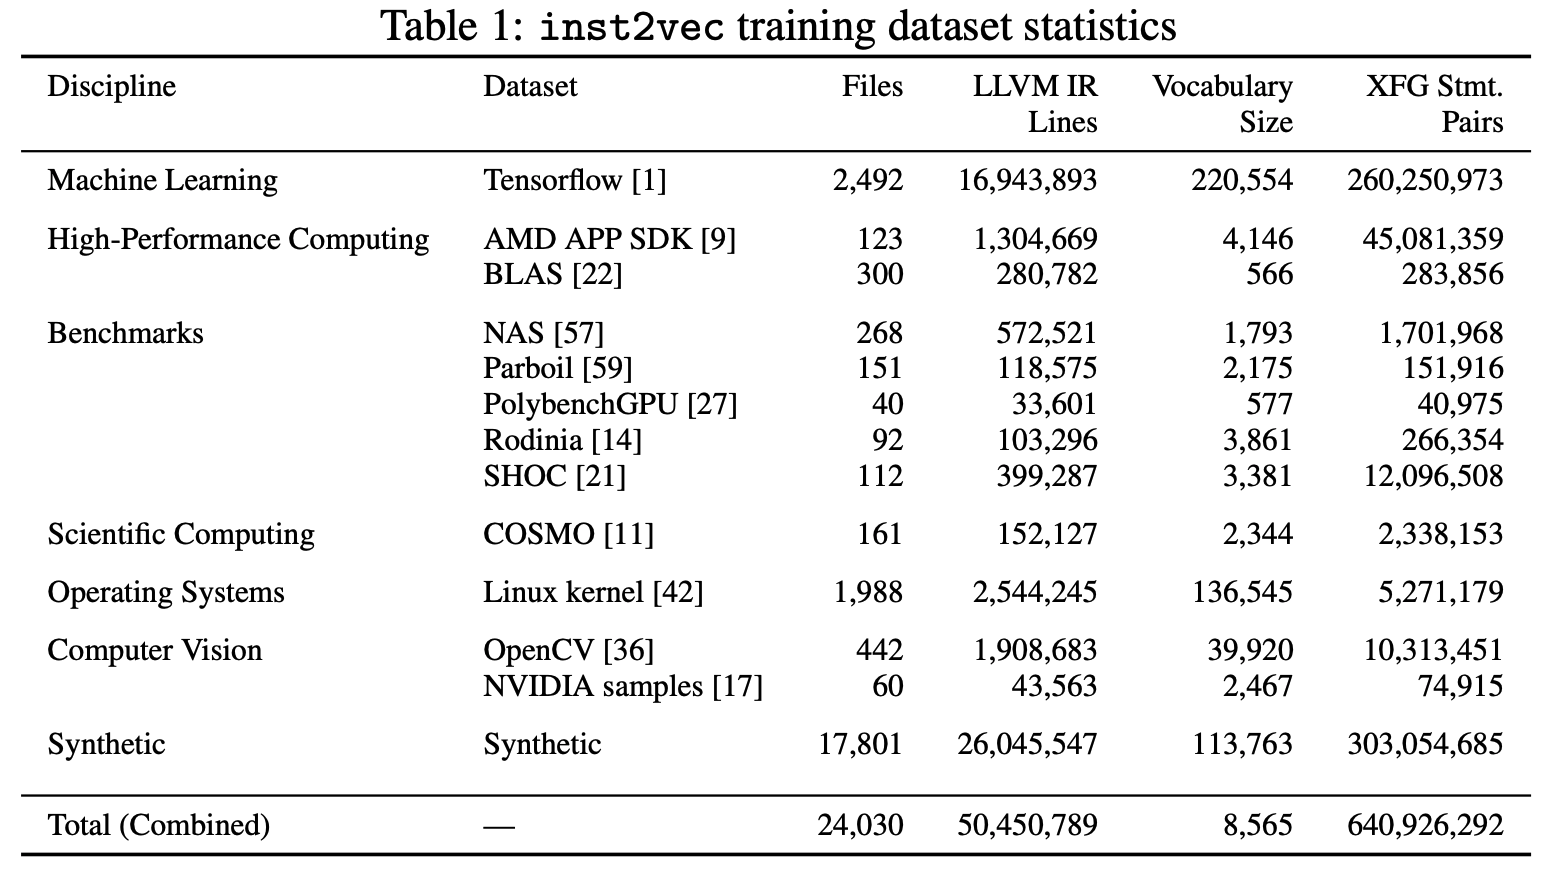 Table 1: inst2vec training dataset statistics
Discipline Dataset Files LLVM IR Lines Vocabulary Size XFG Stmt. Pairs
Machine Learning Tensorflow [1] 2,492 16,943,893 220,554 260,250,973
High-Performance Computing AMD APP SDK [9] 123 1,304,669 4,146 45,081,359
BLAS [22] 300 280,782 566 283,856
Benchmarks NAS [57] 268 572,521 1,793 1,701,968
Parboil [59] 151 118,575 2,175 151,916
PolybenchGPU [27] 40 33,601 577 40,975
Rodinia [14] 92 103,296 3,861 266,354
SHOC [21] 112 399,287 3,381 12,096,508
Scientific Computing COSMO [11] 161 152,127 2,344 2,338,153
Operating Systems Linux kernel [42] 1,988 2,544,245 136,545 5,271,179
Computer Vision OpenCV [36] 442 1,908,683 39,920 10,313,451
NVIDIA samples [17] 60 43,563 2,467 74,915
Synthetic Synthetic 17,801 26,045,547 113,763 303,054,685
Total (Combined) — 24,030 50,450,789 8,565 640,926,292